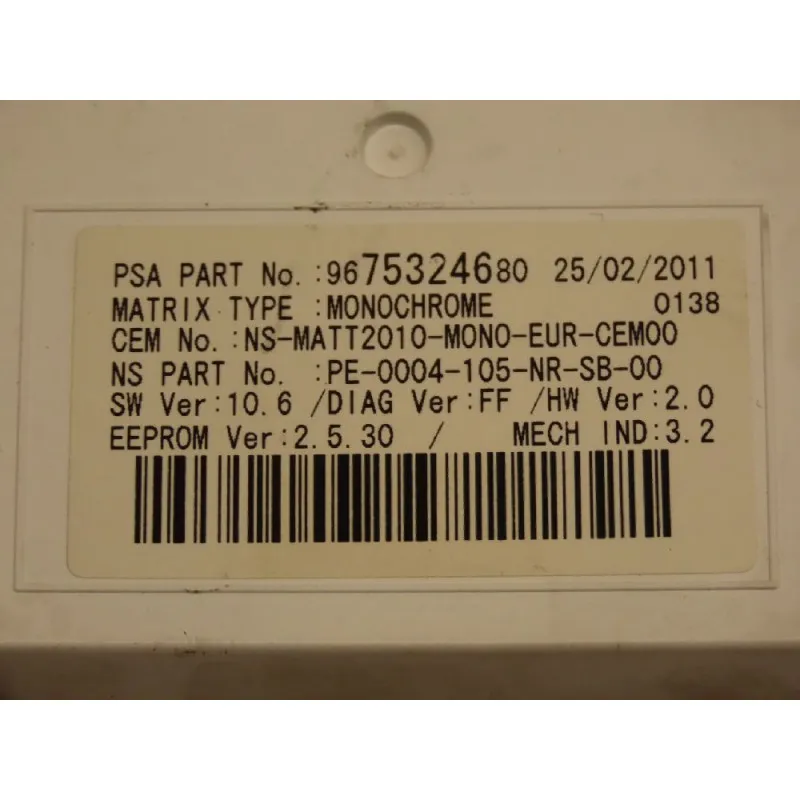 PSA PART No. :9675324680 25/02/2011
MATRIX TYPE :MONOCHROME 0138
CEM No. :NS-MATT2010-MONO-EUR-CEM00
NS PART No. :PE-0004-105-NR-SB-00
SW Ver:10.6 /DIAG Ver:FF /HW Ver:2.0
EEPROM Ver:2.5.30 / MECH IND:3.2